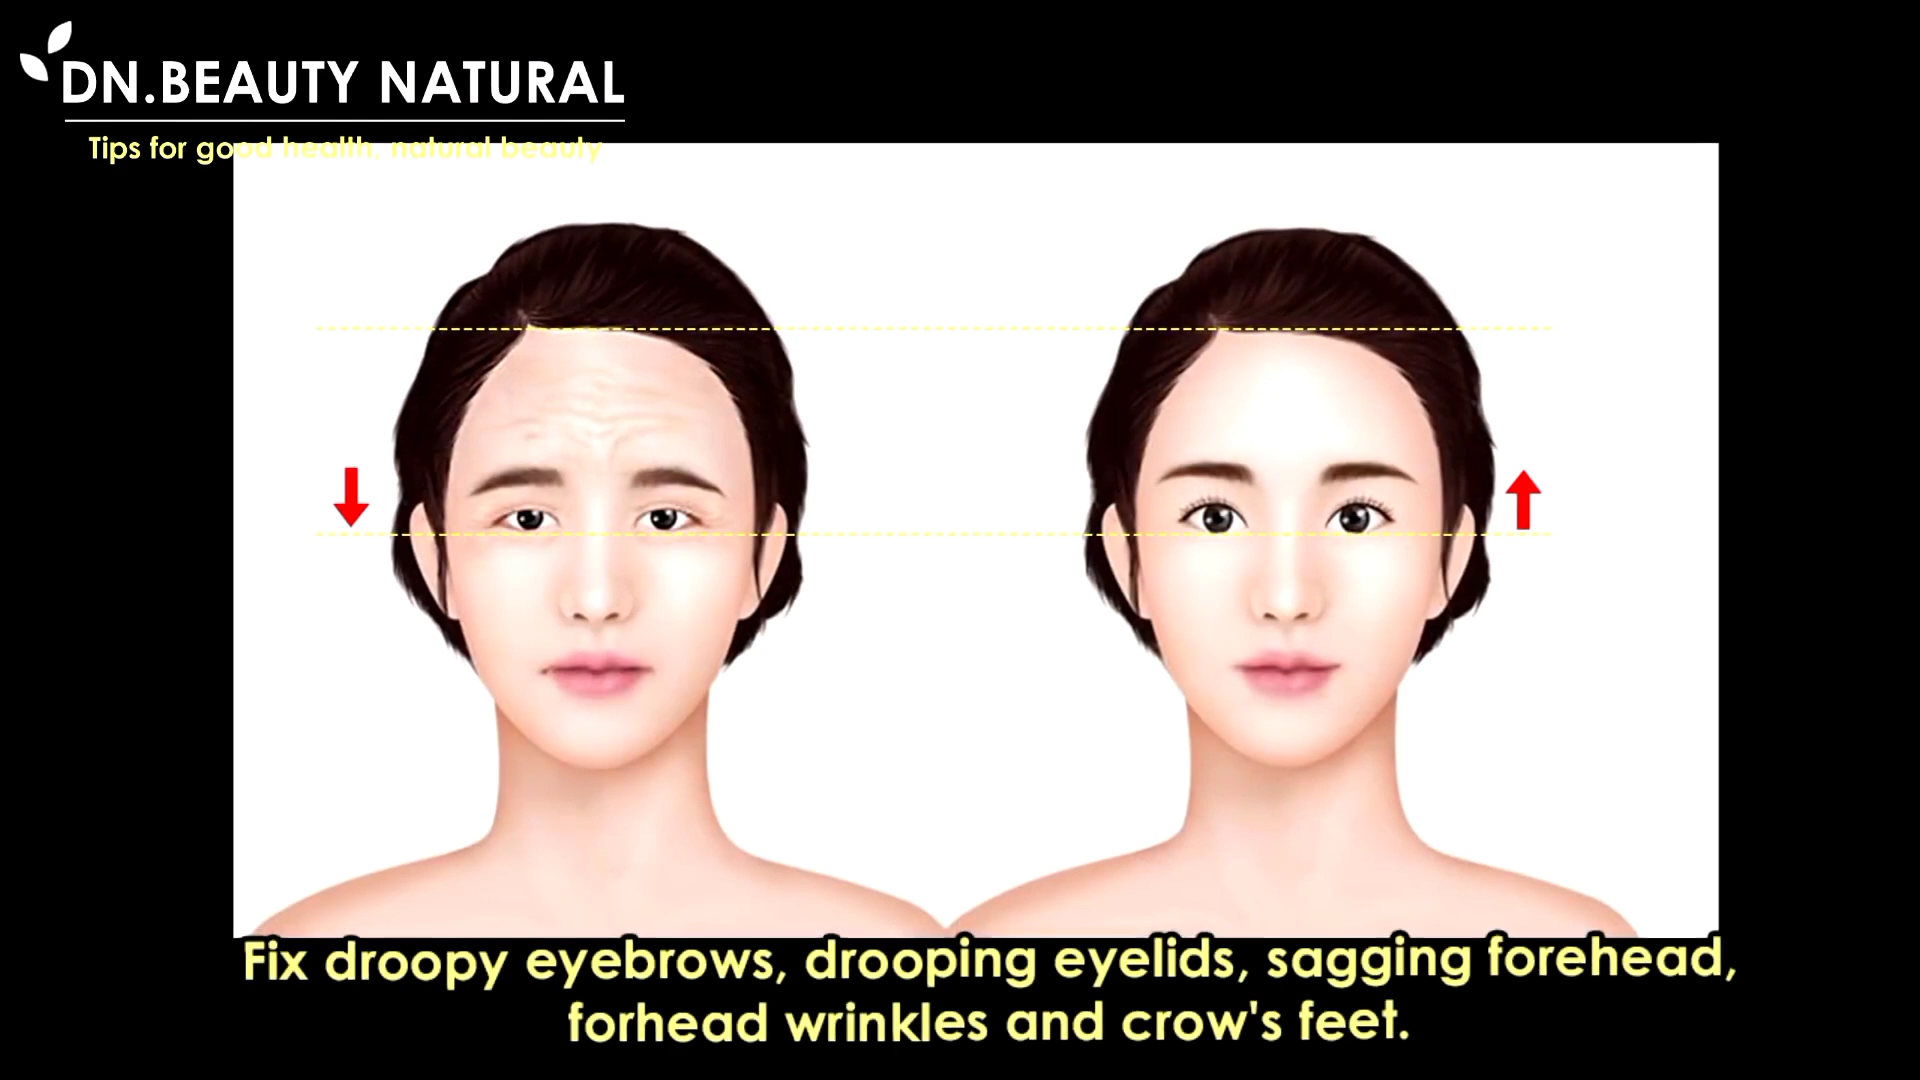 DN.BEAUTY NATURAL
Tips for good health, natural beauty
Fix droopy eyebrows, drooping eyelids, sagging forehead,
forhead wrinkles and crow's feet.